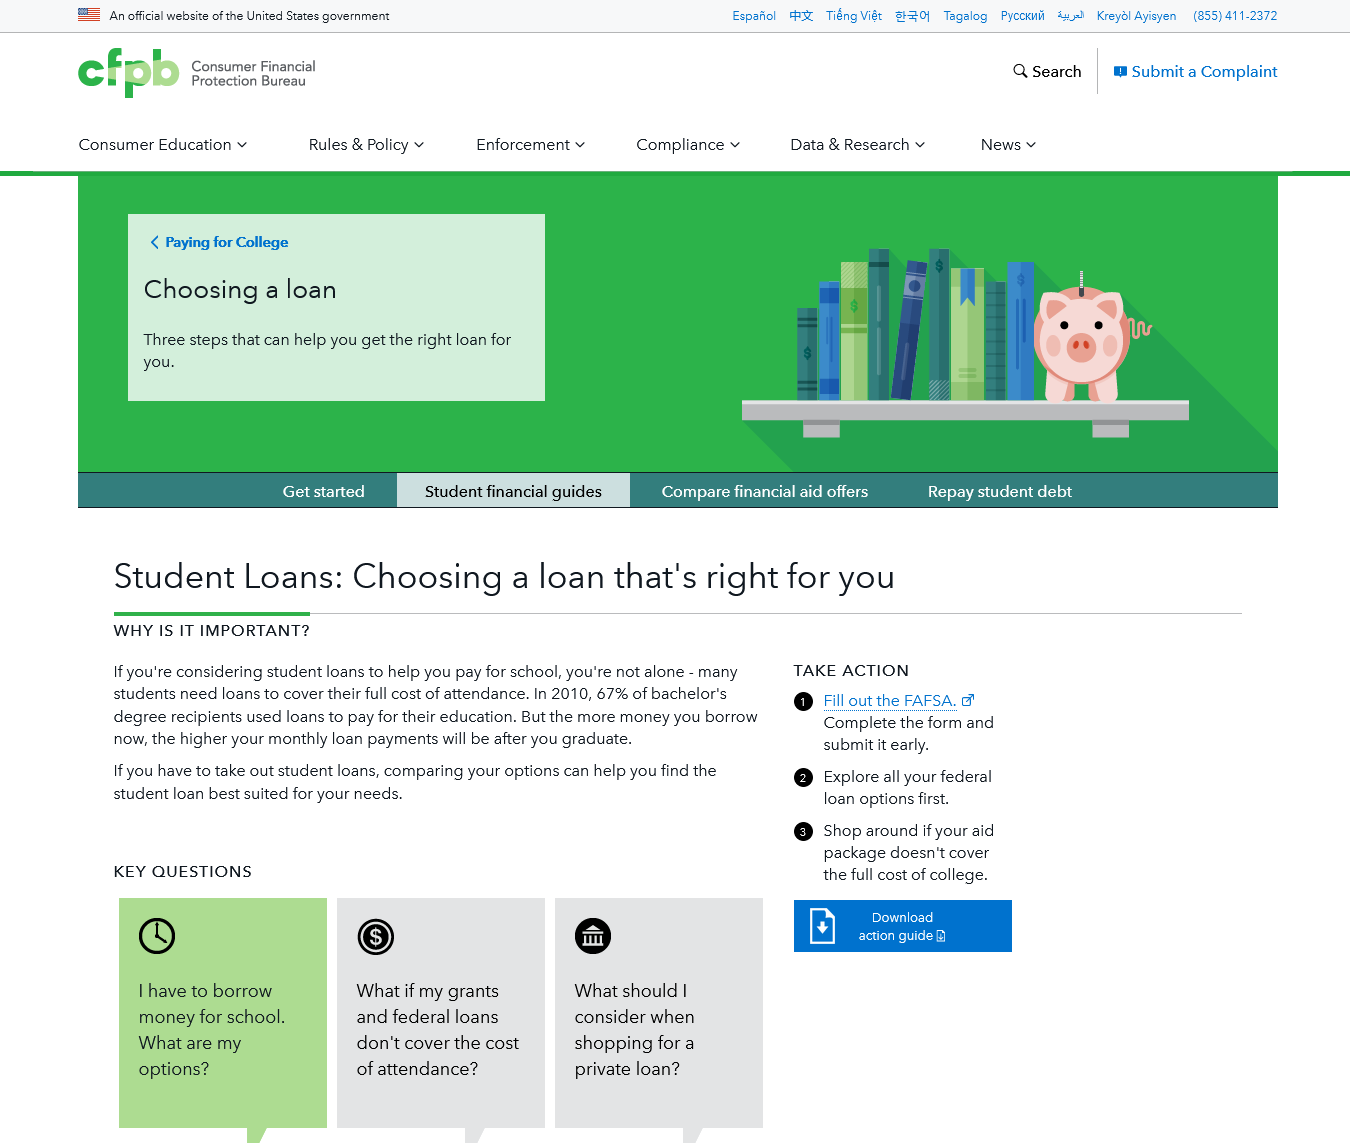 An official website of the United States government
Español 中文 Tiếng Việt 한국어 Tagalog Русский العربية Kreyòl Ayisyen (855) 411-2372
cfpb Consumer Financial
Protection Bureau
Search
Submit a Complaint
Consumer Education
Rules & Policy
Enforcement
Compliance
Data & Research
News
Paying for College
Choosing a loan
Three steps that can help you get the right loan for
you.
$
$
$
$
Get started
Student financial guides
Compare financial aid offers
Repay student debt
Student Loans: Choosing a loan that's right for you
WHY IS IT IMPORTANT?
If you're considering student loans to help you pay for school, you're not alone - many
students need loans to cover their full cost of attendance. In 2010, 67% of bachelor's
degree recipients used loans to pay for their education. But the more money you borrow
now, the higher your monthly loan payments will be after you graduate.
If you have to take out student loans, comparing your options can help you find the
student loan best suited for your needs.
TAKE ACTION
1 Fill out the FAFSA.
Complete the form and
submit it early.
2 Explore all your federal
loan options first.
3 Shop around if your aid
package doesn't cover
the full cost of college.
Download
action guide
KEY QUESTIONS
I have to borrow
money for school.
What are my
options?
$
What if my grants
and federal loans
don't cover the cost
of attendance?
What should I
consider when
shopping for a
private loan?